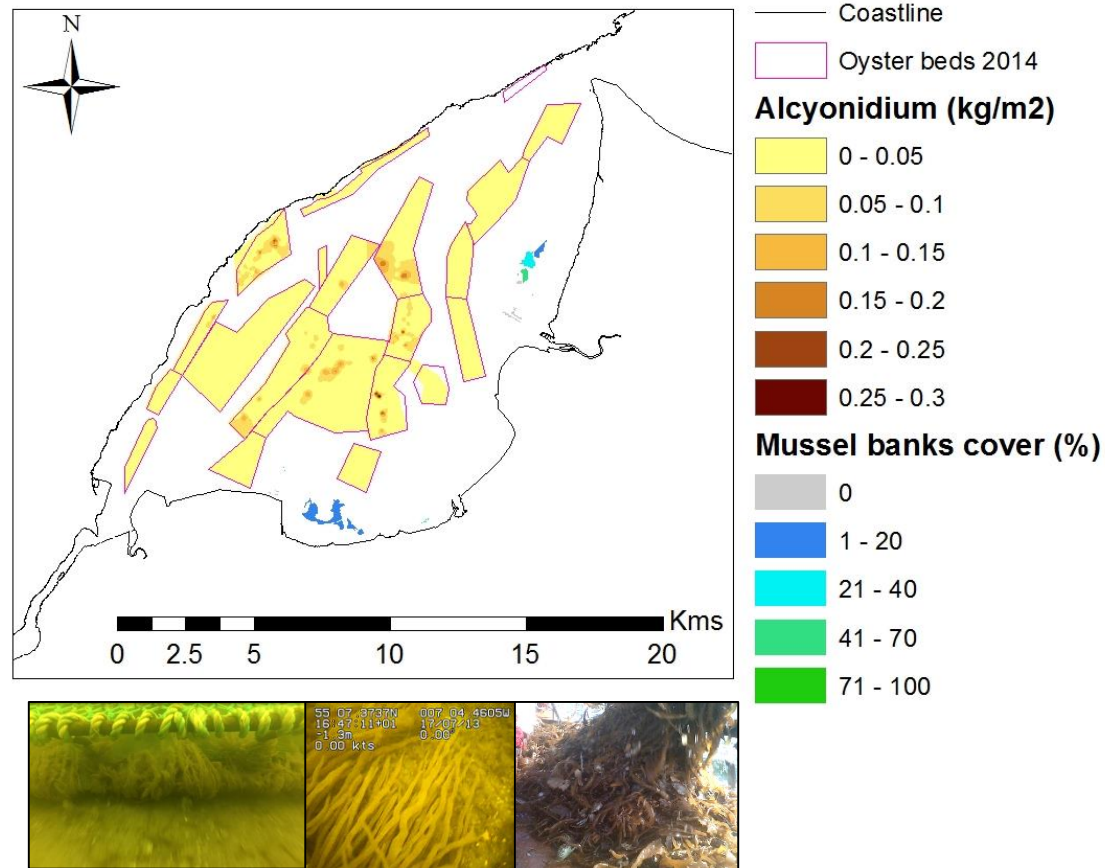 N
Kms
0 2.5 5 10 15 20
Coastline
Oyster beds 2014
Alcyonidium (kg/m2)
0 - 0.05
0.05 - 0.1
0.1 - 0.15
0.15 - 0.2
0.2 - 0.25
0.25 - 0.3
Mussel banks cover (%)
0
1 - 20
21 - 40
41 - 70
71 - 100
55 07.3737N 007 04.4605W
16:47:11+01 17/07/13
-1.3m 0.00°
0.00 kts